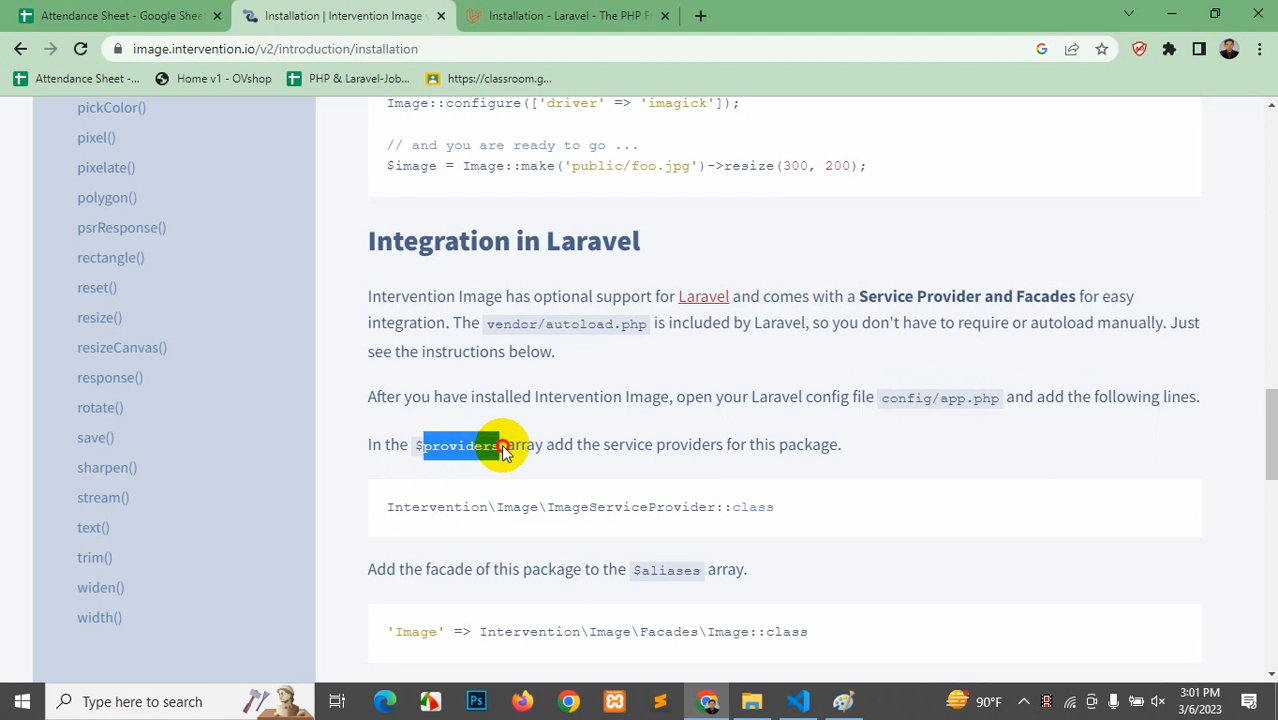 Attendance Sheet - Google Shee
Installation | Intervention Image v
Installation - Laravel - The PHP F
image.intervention.io/v2/introduction/installation
Attendance Sheet -...
Home v1 - OVshop
PHP & Laravel-Job...
https://classroom.g...
pickColor()
pixel()
pixelate()
polygon()
psrResponse()
rectangle()
reset()
resize()
resizeCanvas()
response()
rotate()
save()
sharpen()
stream()
text()
trim()
widen()
width()
Image::configure(['driver' => 'imagick']);
// and you are ready to go ...
$image = Image::make('public/foo.jpg')->resize(300, 200);
Integration in Laravel
Intervention Image has optional support for Laravel and comes with a Service Provider and Facades for easy
integration. The vendor/autoload.php is included by Laravel, so you don't have to require or autoload manually. Just
see the instructions below.
After you have installed Intervention Image, open your Laravel config file config/app.php and add the following lines.
In the $providers array add the service providers for this package.
Intervention\Image\ImageServiceProvider::class
Add the facade of this package to the $aliases array.
'Image' => Intervention\Image\Facades\Image::class
Type here to search
Ps
90°F
3:01 PM
3/6/2023